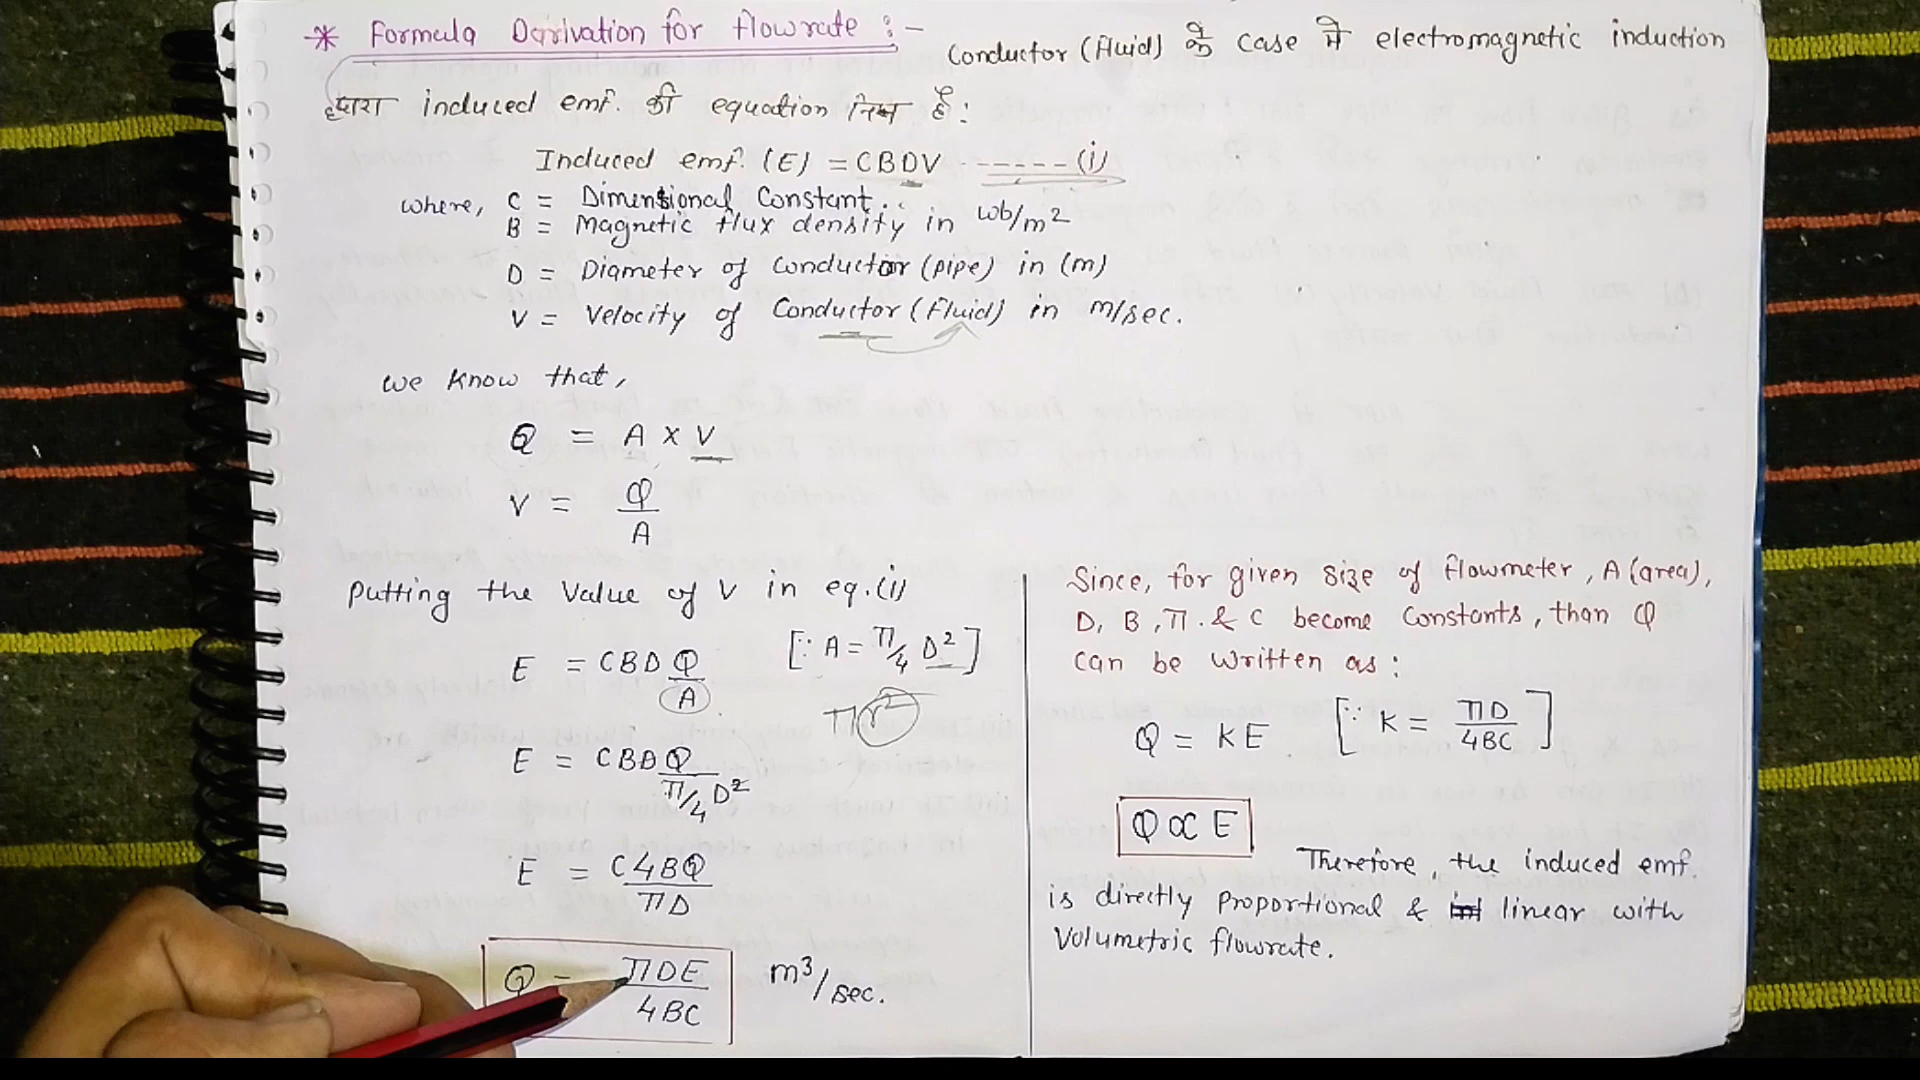 * Formula Derivation for flowrate :- Conductor (fluid) के case में electromagnetic induction
द्वारा induced emf. की equation निम्न है:
Induced emf. (E) = CBDV ------ (i)
where, C = Dimensional Constant.
B = Magnetic flux density in wb/m²
D = Diameter of Conductor (pipe) in (m)
V = Velocity of Conductor (fluid) in m/sec.
we know that,
Q = A × V
V = Q/A
Putting the Value of V in eq.(i)
E = CBD Q/A [∵ A = π/4 D²]
πr²
E = CBD Q/(π/4 D²)
E = C4BQ/πD
Q = πDE/4BC m³/sec.
Since, for given size of flowmeter, A (area),
D, B, π. & C become Constants, than Q
can be written as:
Q = KE [∵ K = πD/4BC]
Q ∝ E
Therefore, the induced emf.
is directly proportional & linear with
Volumetric flowrate.